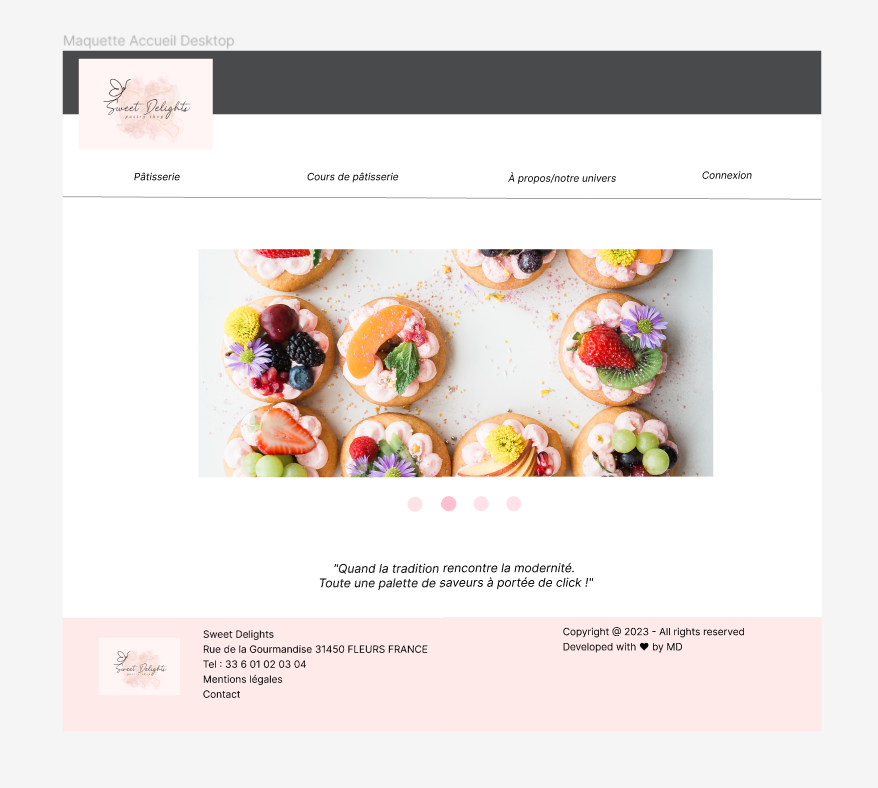 Maquette Accueil Desktop
Sweet Delights
pastry shop
Pâtisserie
Cours de pâtisserie
À propos/notre univers
Connexion
"Quand la tradition rencontre la modernité.
Toute une palette de saveurs à portée de click !"
Sweet Delights
Sweet Delights
Rue de la Gourmandise 31450 FLEURS FRANCE
Tel : 33 6 01 02 03 04
Mentions légales
Contact
Copyright @ 2023 - All rights reserved
Developed with ♥ by MD